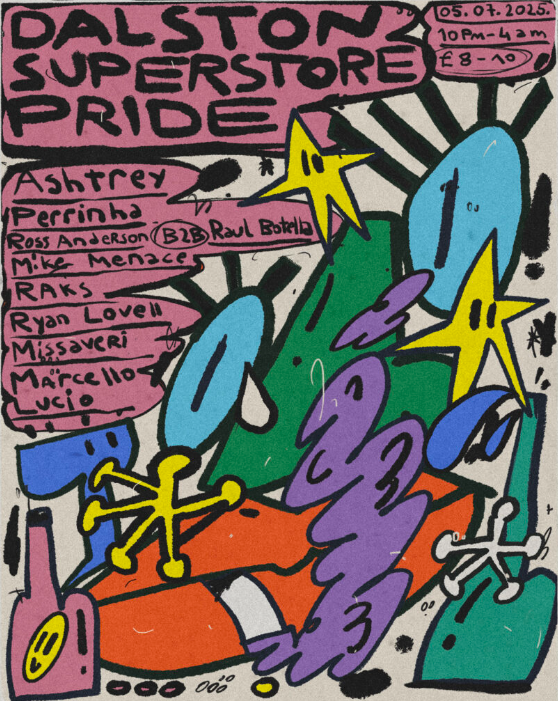 DALSTON
SUPERSTORE
PRIDE
05.07.2025.
10Pm-4am
£8-10
Ashtrey
Perrinha
Ross Anderson B2B Raul Botella
Mike Menace
RAKS
Ryan Lovell
Missaveri
Marcello
Lucio